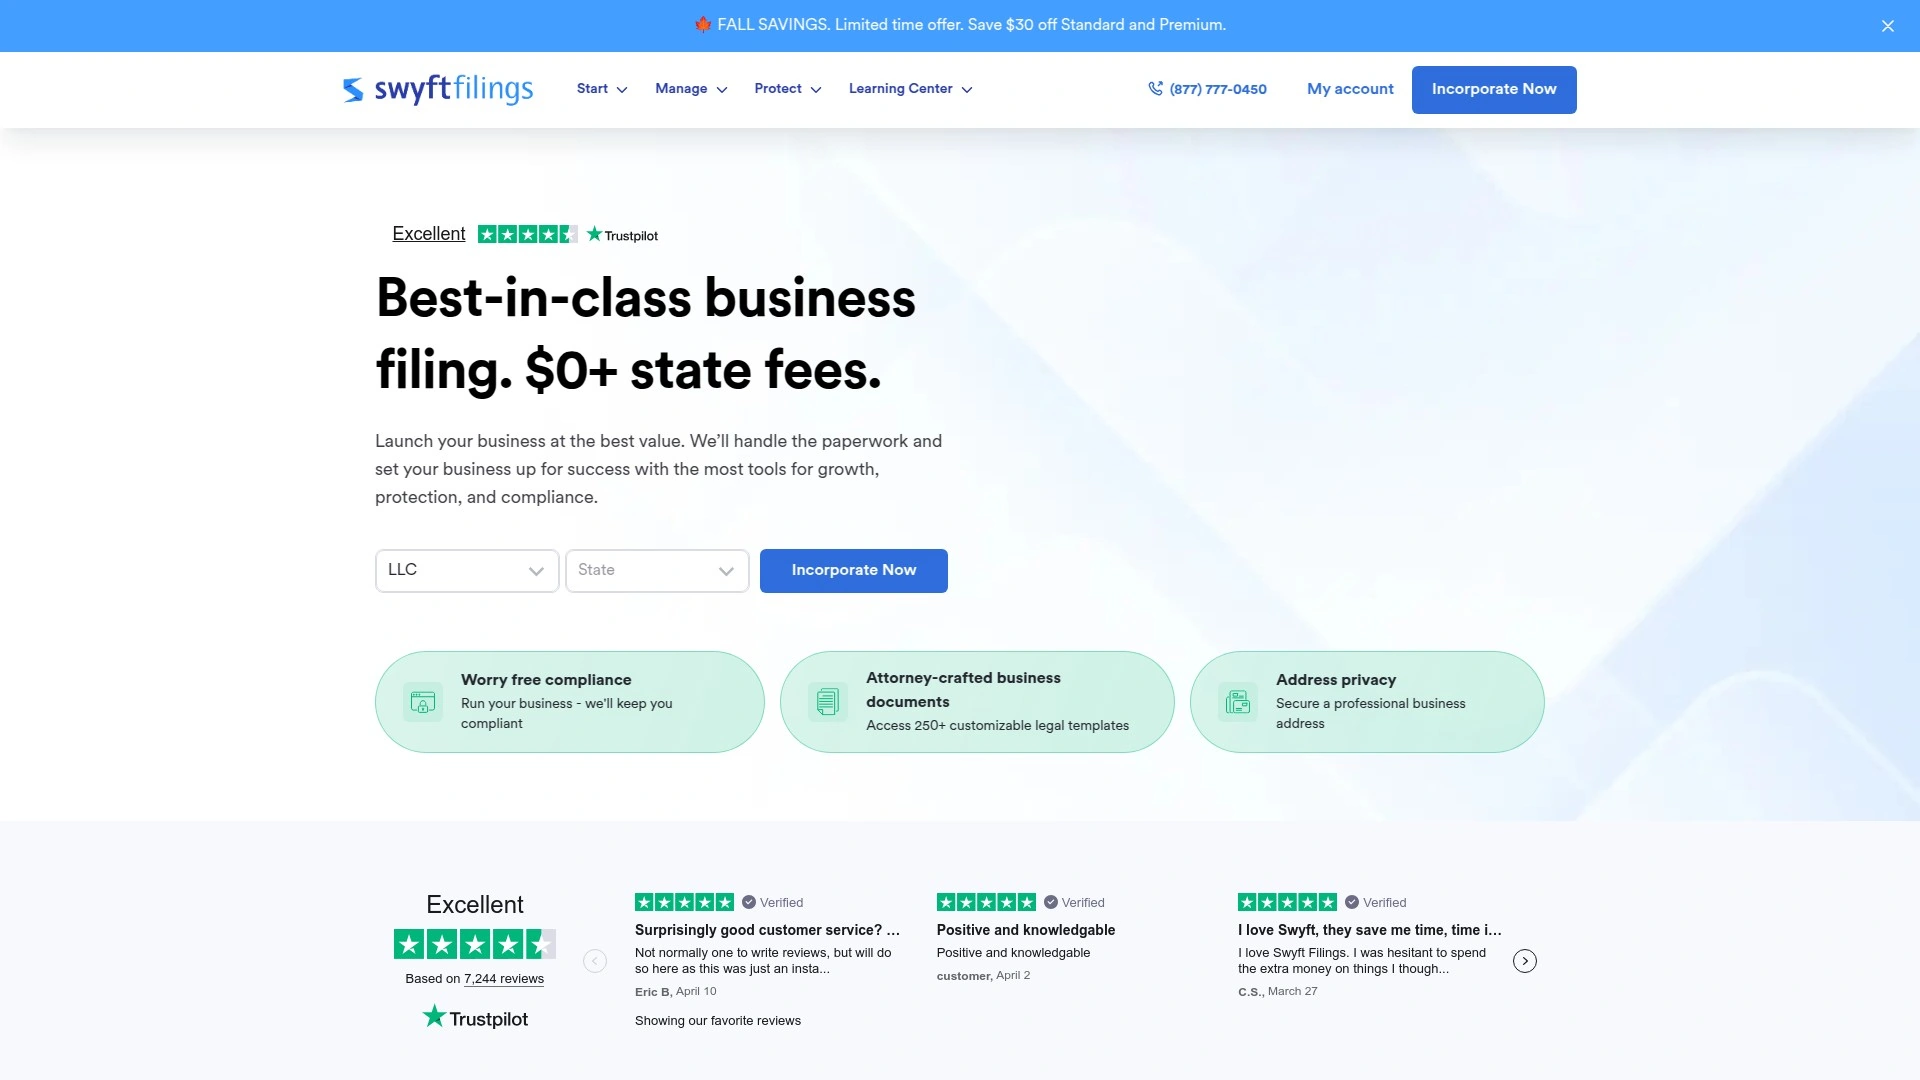 🍁 FALL SAVINGS. Limited time offer. Save $30 off Standard and Premium.
swyftfilings
Start
Manage
Protect
Learning Center
(877) 777-0450
My account
Incorporate Now
Excellent
Trustpilot
Best-in-class business
filing. $0+ state fees.
Launch your business at the best value. We’ll handle the paperwork and
set your business up for success with the most tools for growth,
protection, and compliance.
LLC
State
Incorporate Now
Worry free compliance
Run your business - we'll keep you
compliant
Attorney-crafted business
documents
Access 250+ customizable legal templates
Address privacy
Secure a professional business
address
Excellent
Based on 7,244 reviews
Trustpilot
Verified
Surprisingly good customer service? ...
Not normally one to write reviews, but will do
so here as this was just an insta...
Eric B, April 10
Showing our favorite reviews
Verified
Positive and knowledgable
Positive and knowledgable
customer, April 2
Verified
I love Swyft, they save me time, time i...
I love Swyft Filings. I was hesitant to spend
the extra money on things I though...
C.S., March 27